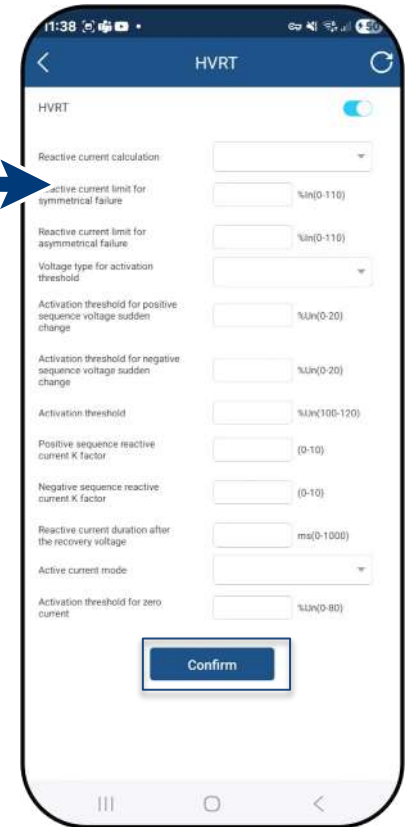 11:38
HVRT
HVRT
Reactive current calculation
active current limit for
symmetrical failure
%In(0-110)
Reactive current limit for
asymmetrical failure
%In(0-110)
Voltage type for activation
threshold
Activation threshold for positive
sequence voltage sudden
change
%Un(0-20)
Activation threshold for negative
sequence voltage sudden
change
%Un(0-20)
Activation threshold
%Un(100-120)
Positive sequence reactive
current K factor
(0-10)
Negative sequence reactive
current K factor
(0-10)
Reactive current duration after
the recovery voltage
ms(0-1000)
Active current mode
Activation threshold for zero
current
%Un(0-80)
Confirm